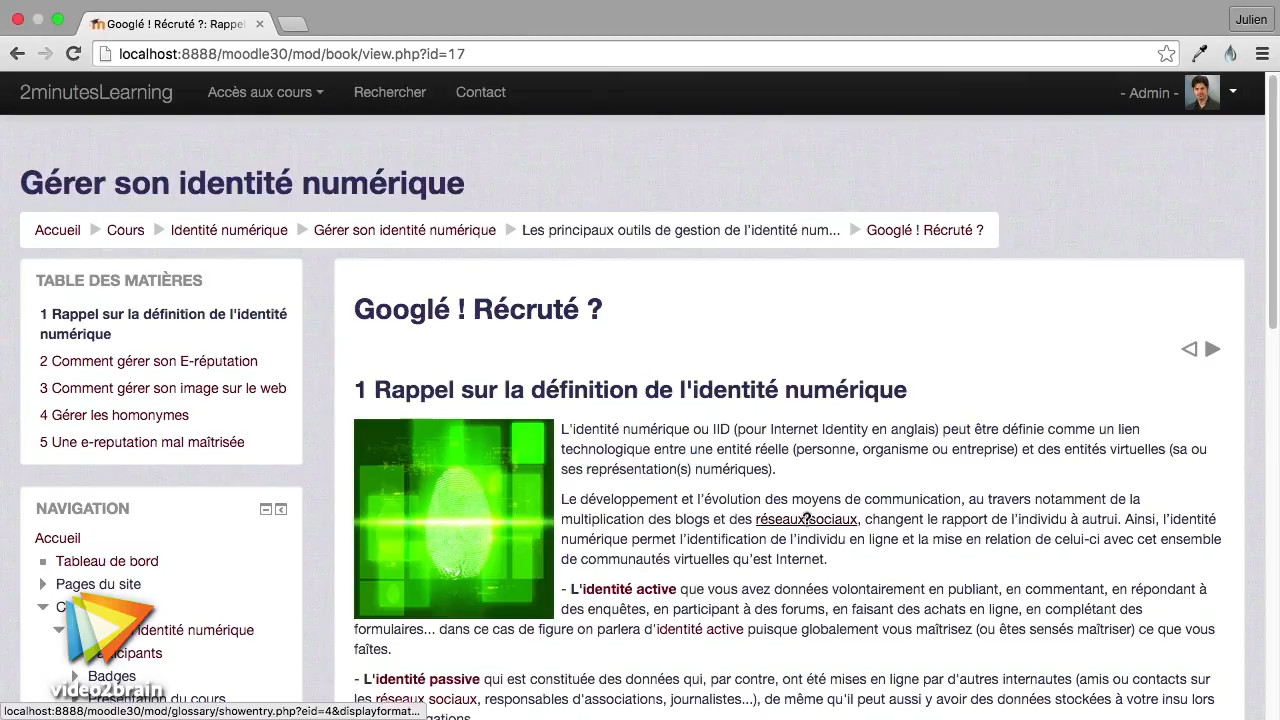 Googlé ! Récruté ?: Rappel
Julien
localhost:8888/moodle30/mod/book/view.php?id=17
2minutesLearning Accès aux cours Rechercher Contact - Admin -
Gérer son identité numérique
Accueil Cours Identité numérique Gérer son identité numérique Les principaux outils de gestion de l'identité num... Googlé ! Récruté ?
TABLE DES MATIÈRES
1 Rappel sur la définition de l'identité
numérique
2 Comment gérer son E-réputation
3 Comment gérer son image sur le web
4 Gérer les homonymes
5 Une e-reputation mal maîtrisée
NAVIGATION
Accueil
Tableau de bord
Pages du site
C
identité numérique
ticipants
Badges
Présentation du cours
video2brain
Googlé ! Récruté ?
1 Rappel sur la définition de l'identité numérique
L'identité numérique ou IID (pour Internet Identity en anglais) peut être définie comme un lien
technologique entre une entité réelle (personne, organisme ou entreprise) et des entités virtuelles (sa ou
ses représentation(s) numériques).
Le développement et l’évolution des moyens de communication, au travers notamment de la
multiplication des blogs et des réseaux sociaux, changent le rapport de l’individu à autrui. Ainsi, l’identité
numérique permet l’identification de l’individu en ligne et la mise en relation de celui-ci avec cet ensemble
de communautés virtuelles qu’est Internet.
- L'identité active que vous avez données volontairement en publiant, en commentant, en répondant à
des enquêtes, en participant à des forums, en faisant des achats en ligne, en complétant des
formulaires... dans ce cas de figure on parlera d'identité active puisque globalement vous maîtrisez (ou êtes sensés maîtriser) ce que vous
faîtes.
- L'identité passive qui est constituée des données qui, par contre, ont été mises en ligne par d'autres internautes (amis ou contacts sur
les réseaux sociaux, responsables d'associations, journalistes...), de même qu'il peut aussi y avoir des données stockées à votre insu lors
localhost:8888/moodle30/mod/glossary/showentry.php?eid=4&displayformat...